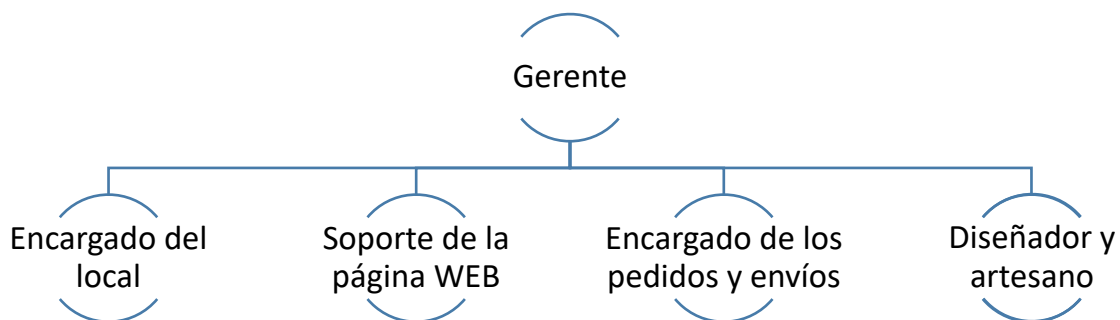 Gerente
Encargado del
local
Soporte de la
página WEB
Encargado de los
pedidos y envíos
Diseñador y
artesano